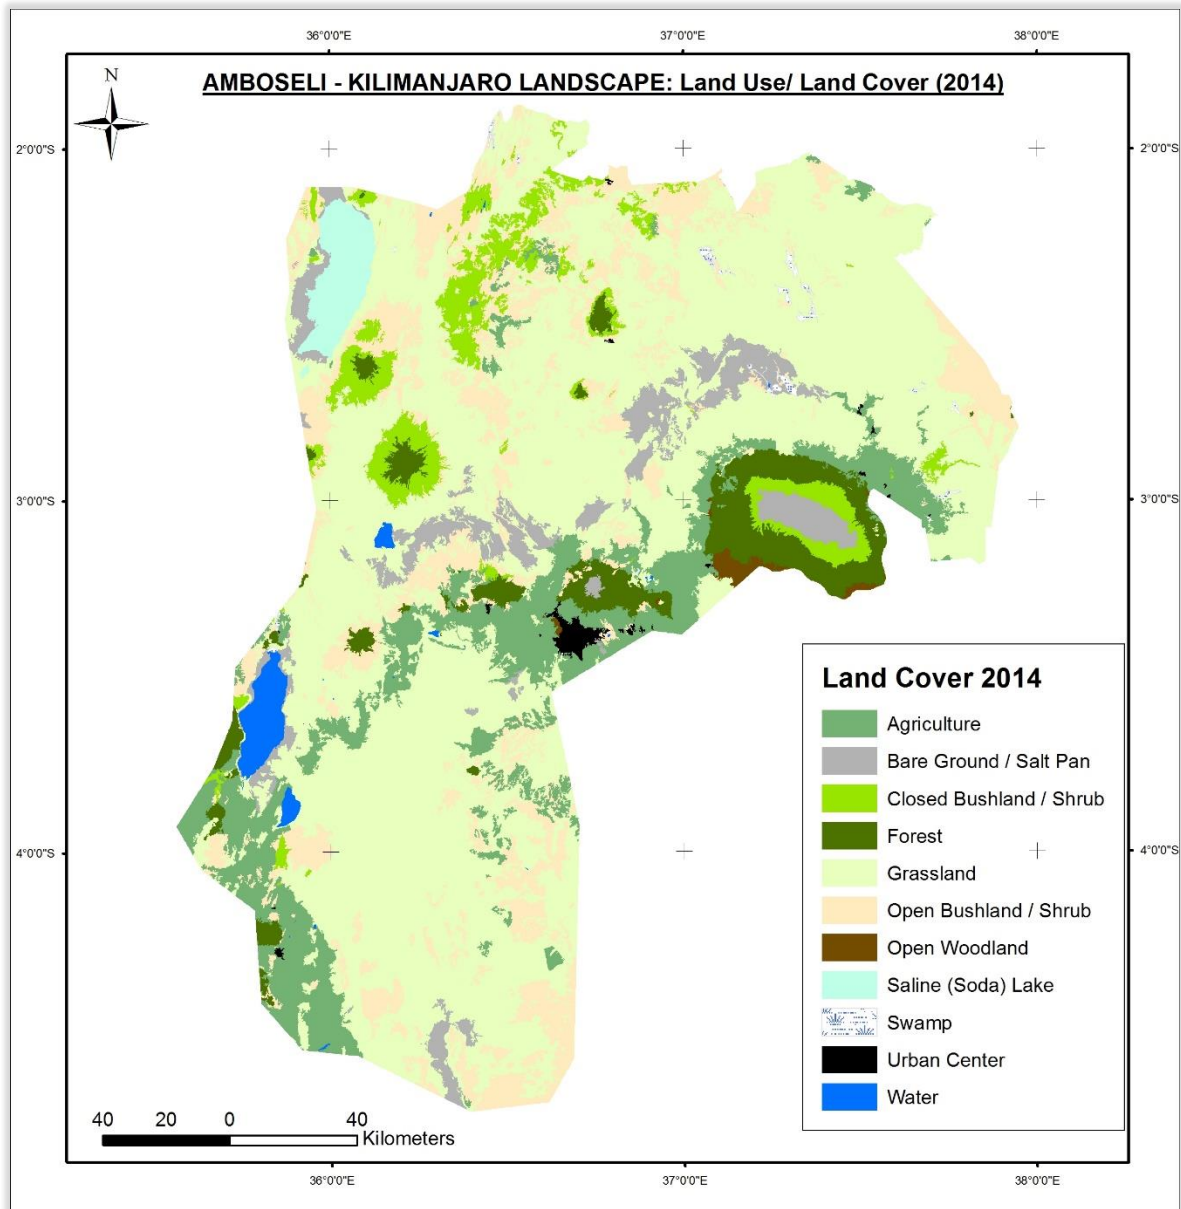 36°0'0"E 37°0'0"E 38°0'0"E
N
AMBOSELI - KILIMANJARO LANDSCAPE: Land Use/ Land Cover (2014)
2°0'0"S 2°0'0"S
3°0'0"S 3°0'0"S
Land Cover 2014
Agriculture
Bare Ground / Salt Pan
Closed Bushland / Shrub
Forest
4°0'0"S 4°0'0"S
Grassland
Open Bushland / Shrub
Open Woodland
Saline (Soda) Lake
Swamp
Urban Center
Water
40 20 0 40
Kilometers
36°0'0"E 37°0'0"E 38°0'0"E